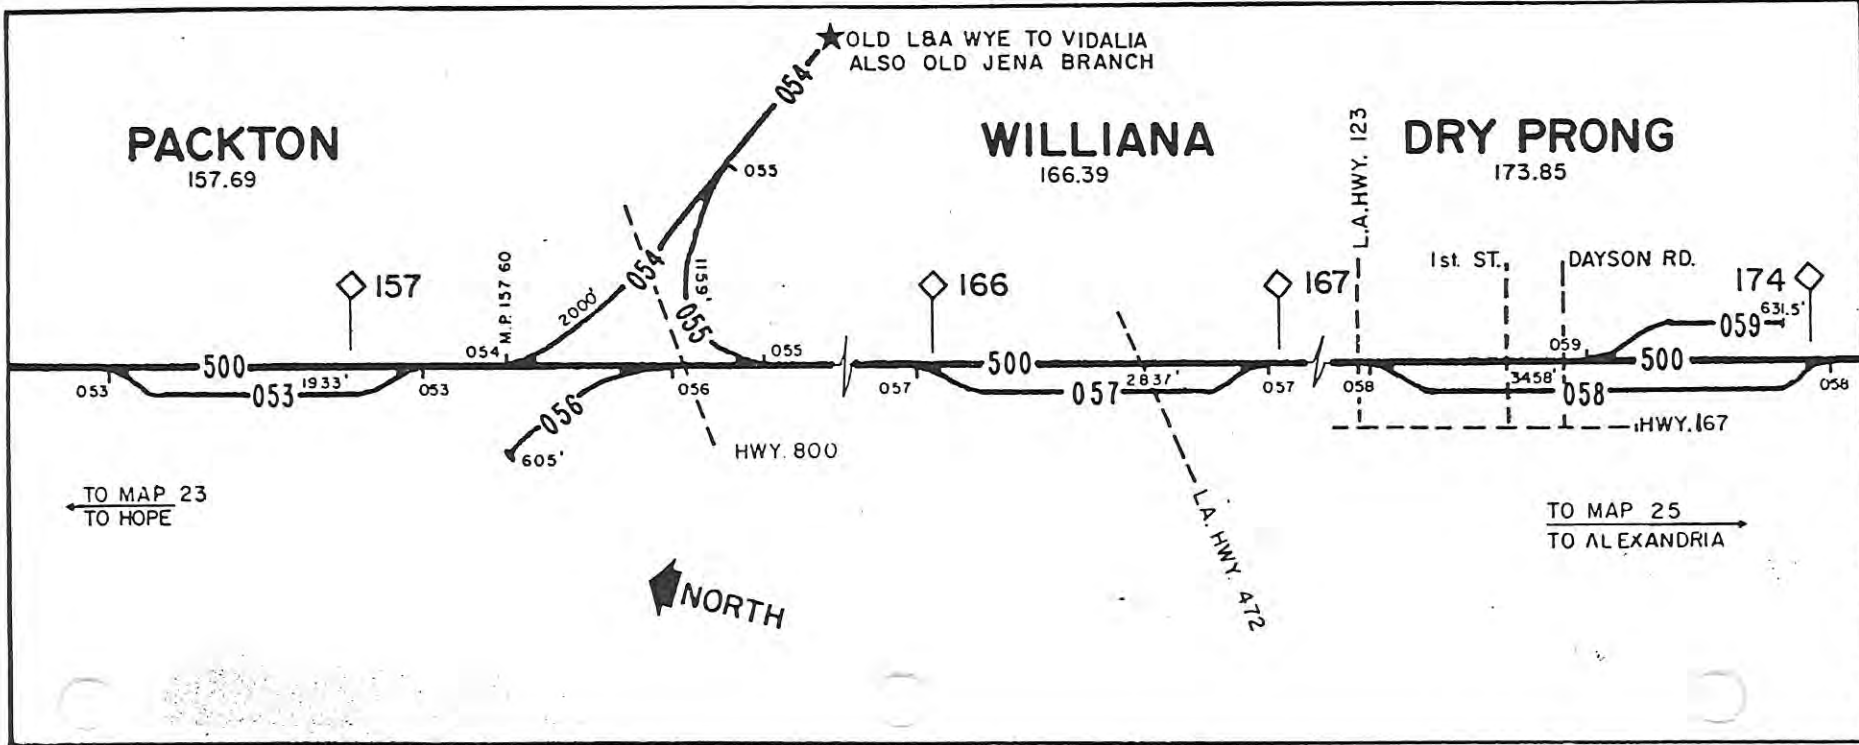 OLD L&A WYE TO VIDALIA
ALSO OLD JENA BRANCH
PACKTON
157.69
WILLIANA
166.39
DRY PRONG
173.85
L.A. HWY. 123
054
055
054
2000'
1159'
055
M.P. 157 60
157
166
167
1st. ST.
DAYSON RD.
174
059 631.5'
054
055
059
500
500
500
053
053 1933'
053
056
056
605'
HWY. 800
057
057 2837'
057
058
3458'
058
058
HWY. 167
L.A. HWY. 472
TO MAP 23
TO HOPE
TO MAP 25
TO ALEXANDRIA
NORTH